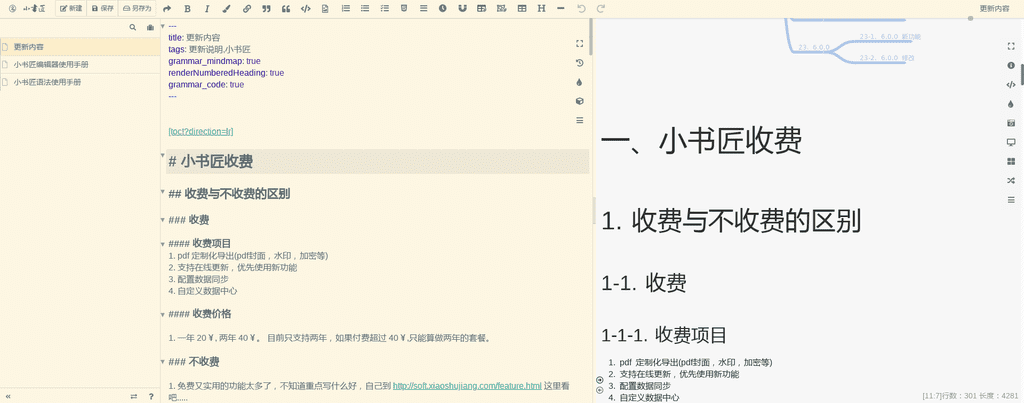 新建
保存
另存为
更新内容
更新内容
小书匠编辑器使用手册
小书匠语法使用手册
---
title: 更新内容
tags: 更新说明,小书匠
grammar_mindmap: true
renderNumberedHeading: true
grammar_code: true
---
[toc!?direction=lr]
# 小书匠收费
## 收费与不收费的区别
### 收费
#### 收费项目
1. pdf 定制化导出(pdf封面，水印，加密等)
2. 支持在线更新，优先使用新功能
3. 配置数据同步
4. 自定义数据中心
#### 收费价格
1. 一年 20 ¥ , 两年 40 ¥ 。 目前只支持两年，如果付费超过 40 ¥ ,只能算做两年的套餐。
### 不收费
1. 免费又实用的功能太多了，不知道重点写什么好，自己到 http://soft.xiaoshujiang.com/feature.html 这里看
吧.....
23、6.0.0
23-1、6.0.0 新功能
23-2、6.0.0 修改
一、小书匠收费
1. 收费与不收费的区别
1-1. 收费
1-1-1. 收费项目
1. pdf 定制化导出(pdf封面，水印，加密等)
2. 支持在线更新，优先使用新功能
3. 配置数据同步
4. 自定义数据中心
[11:7]行数：301 长度：4281